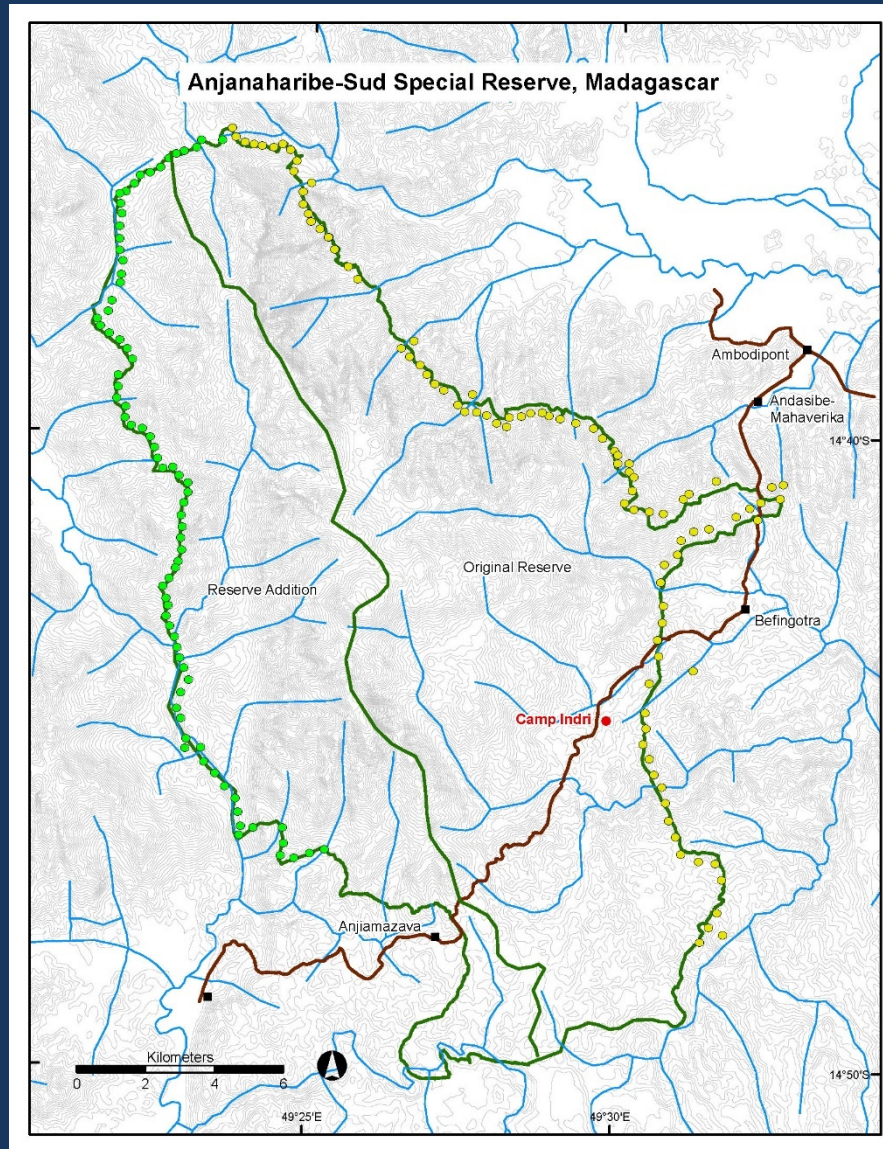 Anjanaharibe-Sud Special Reserve, Madagascar
Ambodipont
Andasibe-
Mahaverika
14°40'S
Original Reserve
Reserve Addition
Befingotra
Camp Indri
Anjiamazava
Kilometers
0 2 4 6
14°50'S
49°25'E
49°30'E